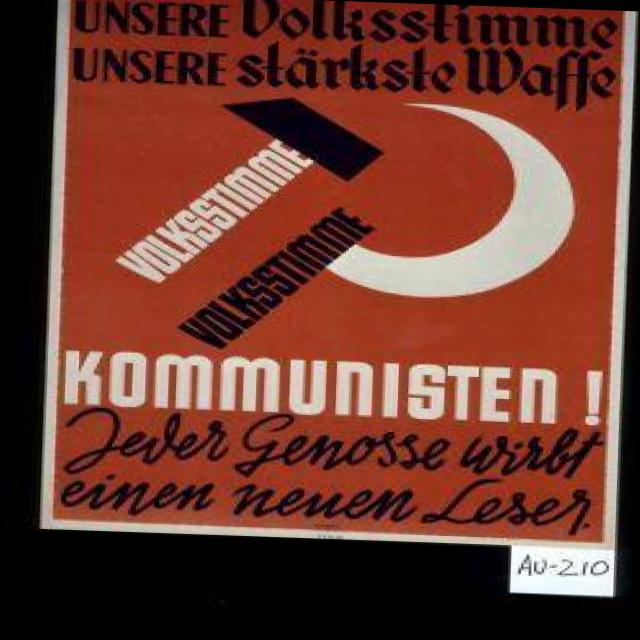 UNSERE Volksstimme
UNSERE stärkste Waffe
VOLKSSTIMME
VOLKSSTIMME
KOMMUNISTEN !
Jeder Genosse wirbt
einen neuen Leser.
AU-210